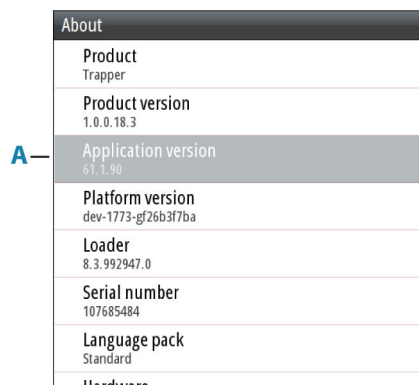 About
Product
Trapper
Product version
1.0.0.18.3
A
Application version
61.1.90
Platform version
dev-1773-gf26b3f7ba
Loader
8.3.992947.0
Serial number
107685484
Language pack
Standard
Hardware